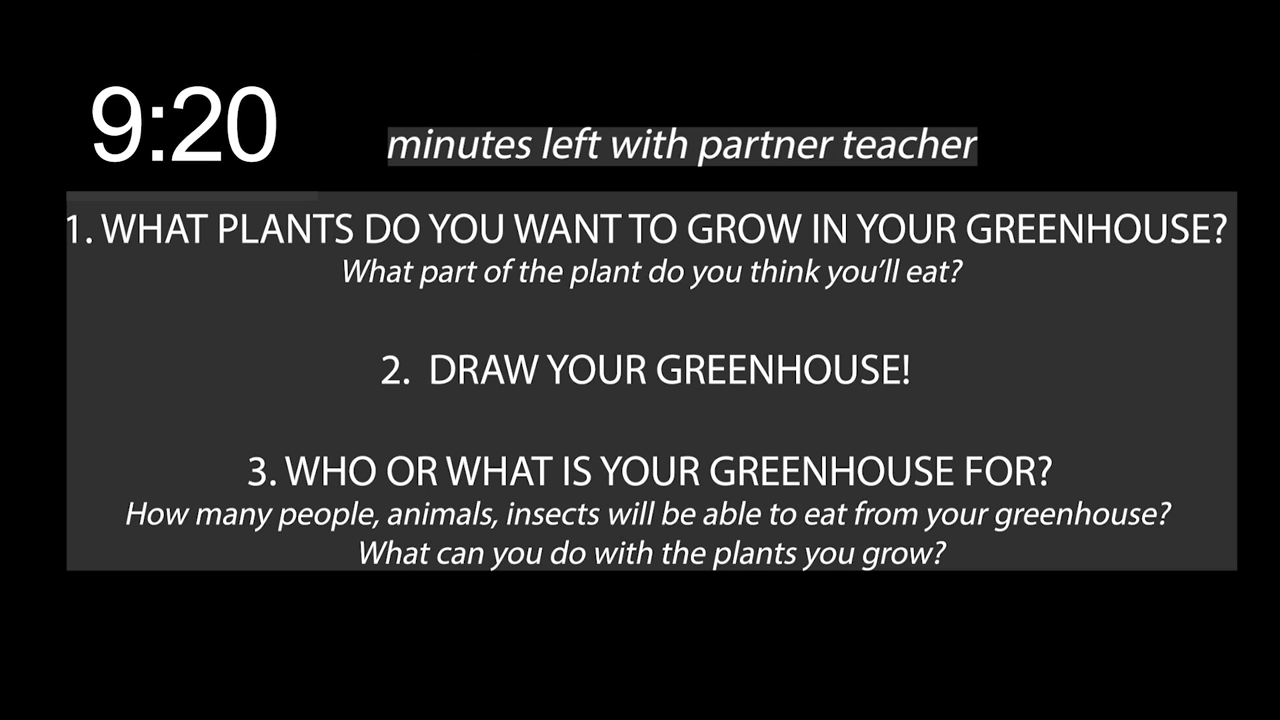 9:20
minutes left with partner teacher
1. WHAT PLANTS DO YOU WANT TO GROW IN YOUR GREENHOUSE?
What part of the plant do you think you'll eat?
2. DRAW YOUR GREENHOUSE!
3. WHO OR WHAT IS YOUR GREENHOUSE FOR?
How many people, animals, insects will be able to eat from your greenhouse?
What can you do with the plants you grow?